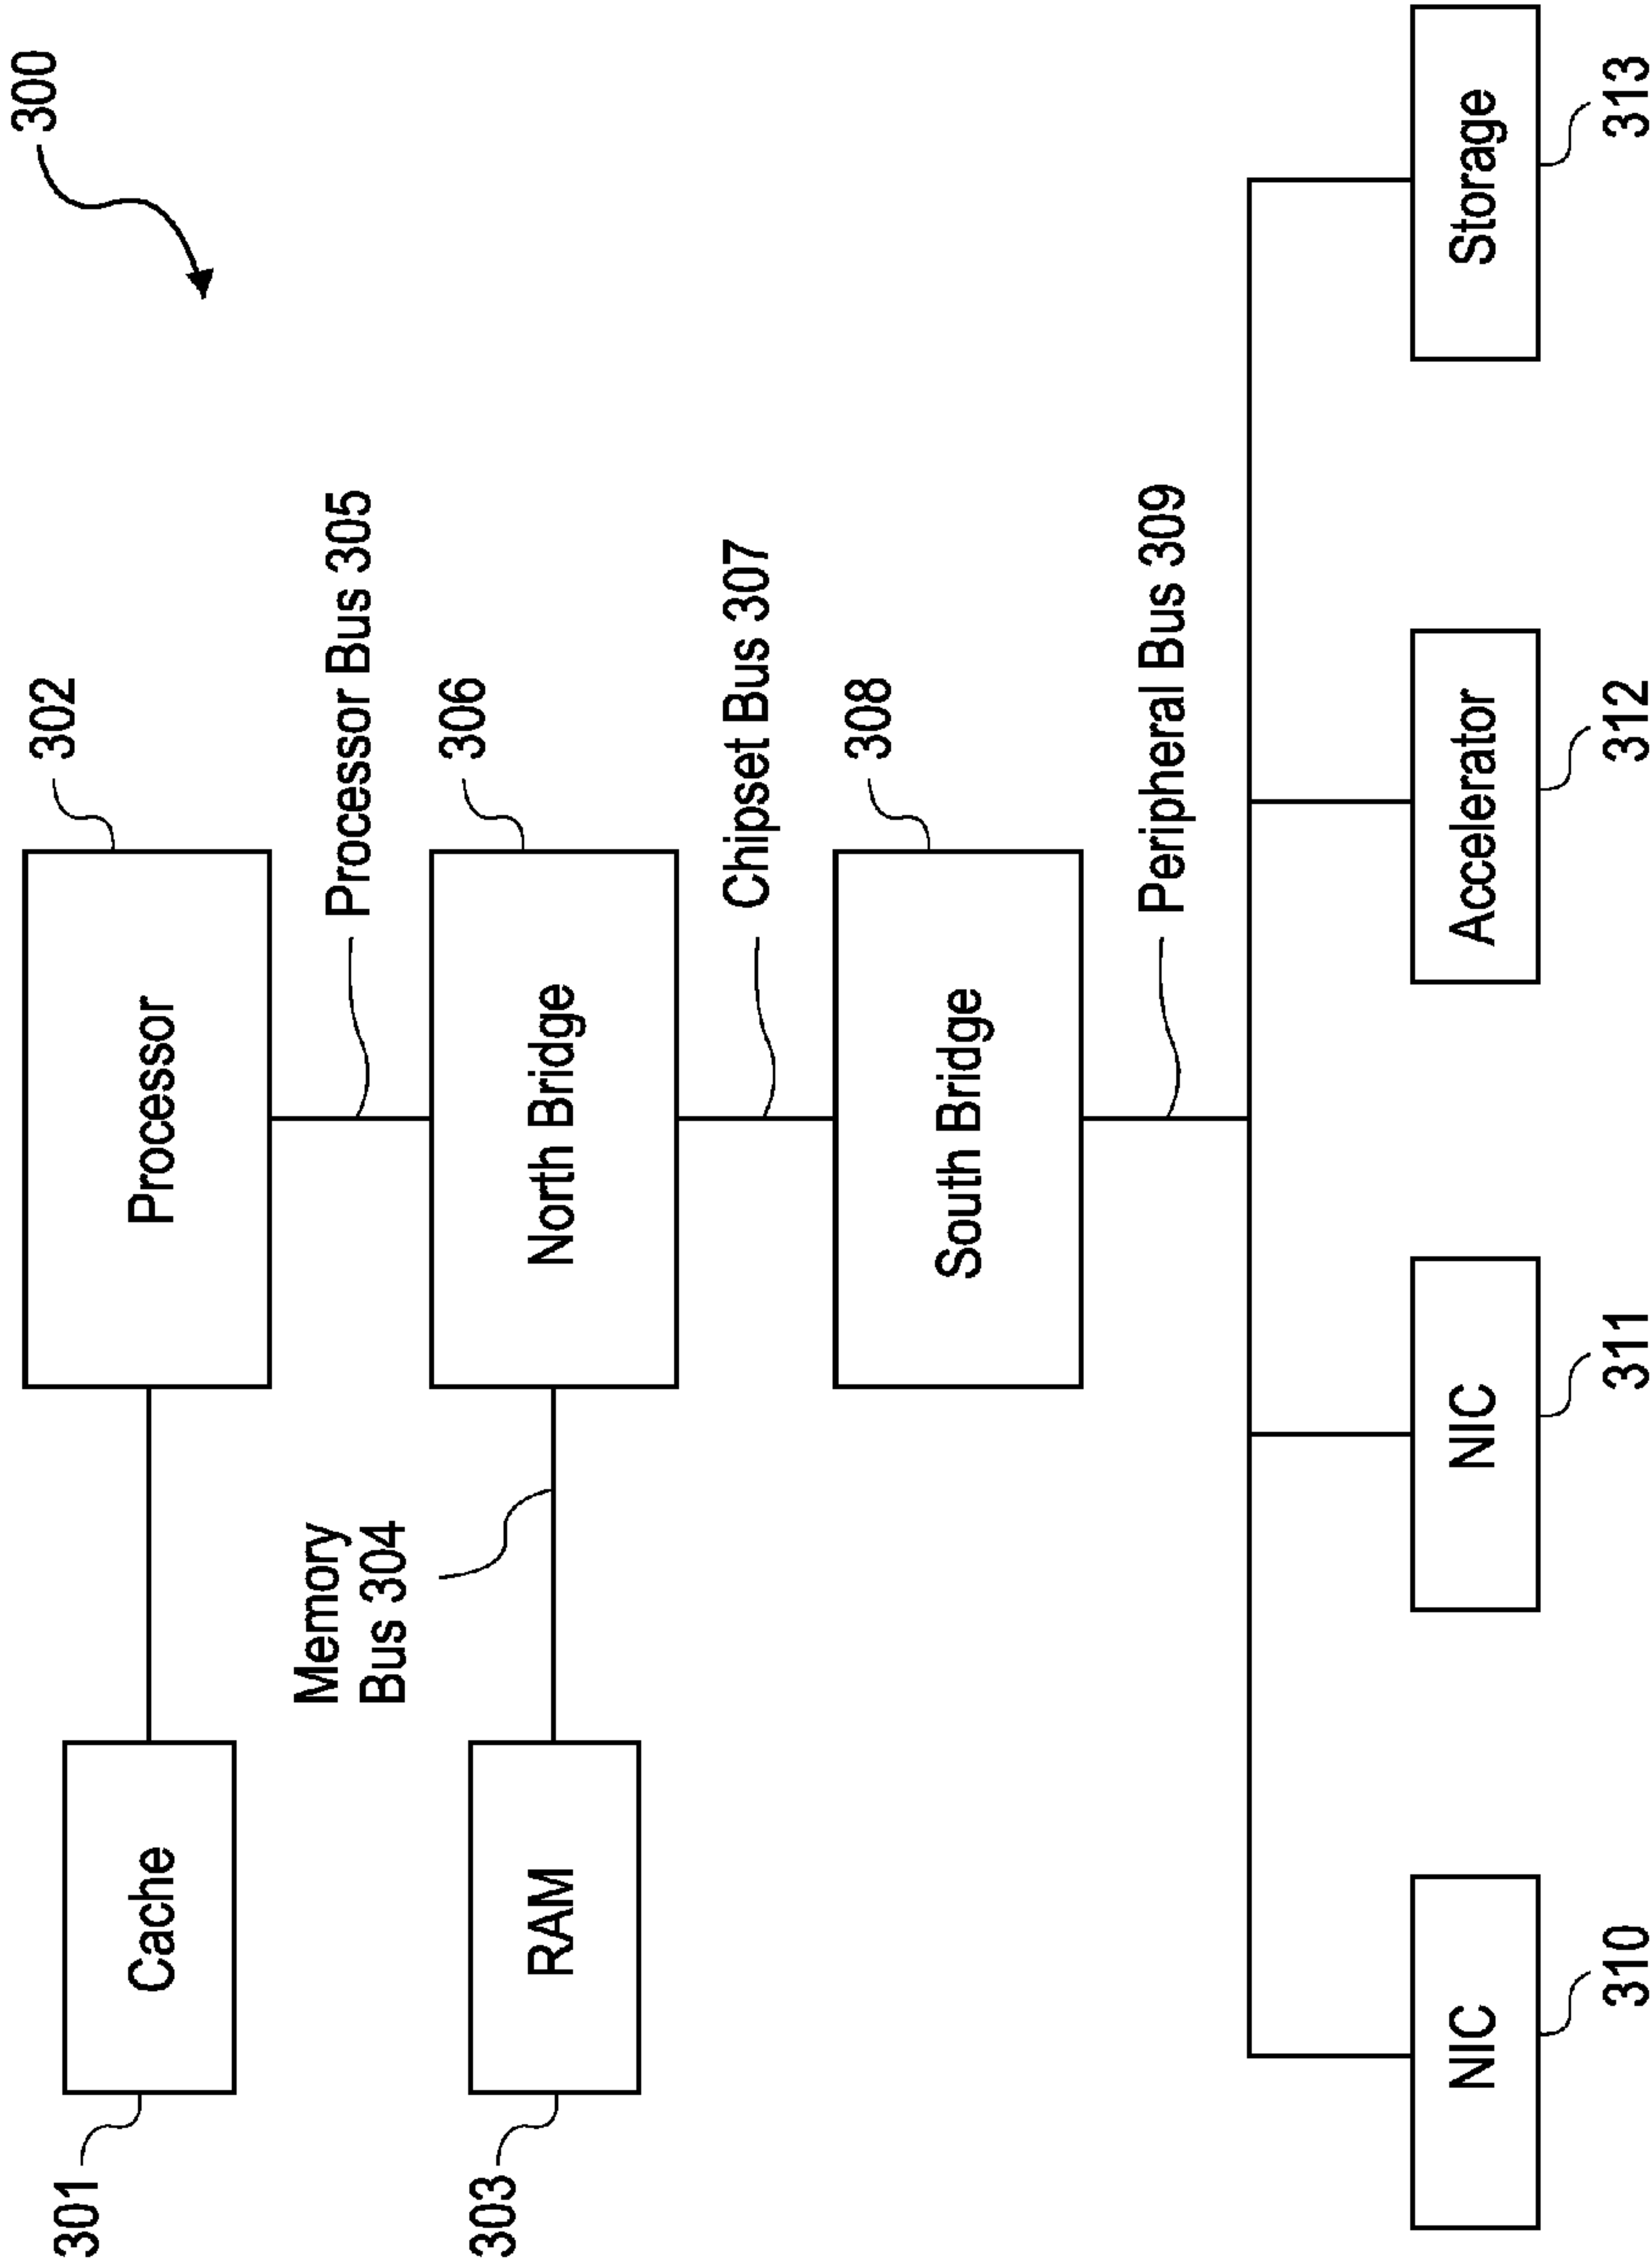 300
301
Cache
Processor
302
Processor Bus 305
Memory
Bus 304
303
RAM
North Bridge
306
Chipset Bus 307
South Bridge
308
Peripheral Bus 309
NIC
NIC
Accelerator
Storage
310
311
312
313